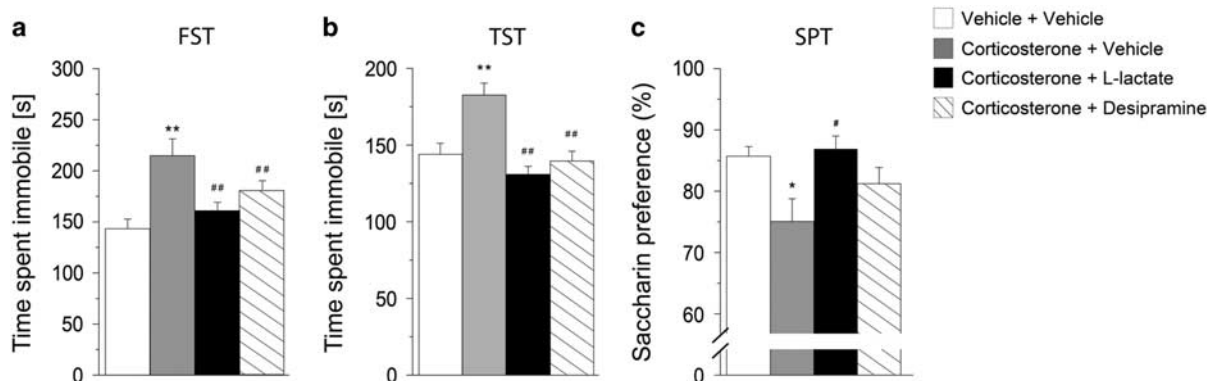 a FST
Time spent immobile [s]
300
250
200
150
100
50
0
**
##
##
b TST
Time spent immobile [s]
200
150
100
50
0
**
##
##
c SPT
Saccharin preference (%)
100
90
80
70
60
0
*
#
Vehicle + Vehicle
Corticosterone + Vehicle
Corticosterone + L-lactate
Corticosterone + Desipramine